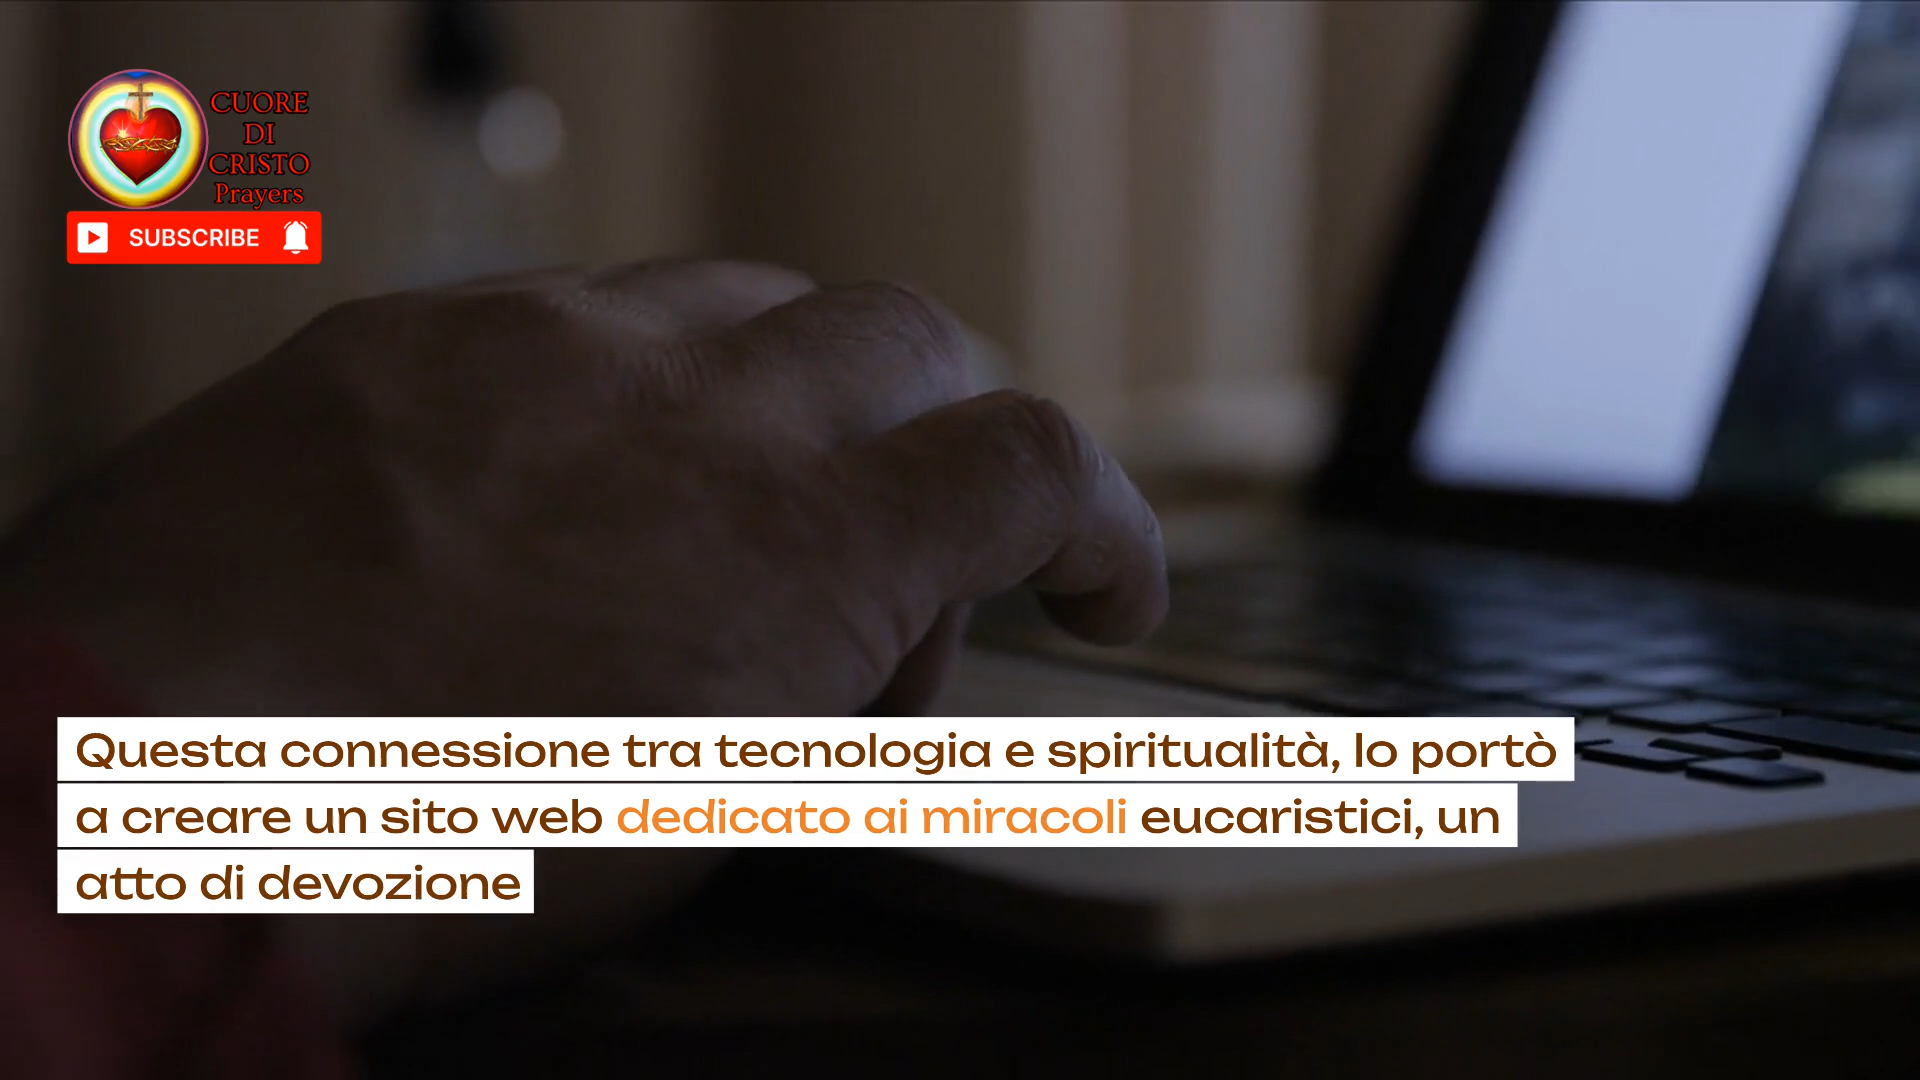 CUORE
DI
CRISTO
Prayers
SUBSCRIBE
Questa connessione tra tecnologia e spiritualità, lo portò
a creare un sito web dedicato ai miracoli eucaristici, un
atto di devozione